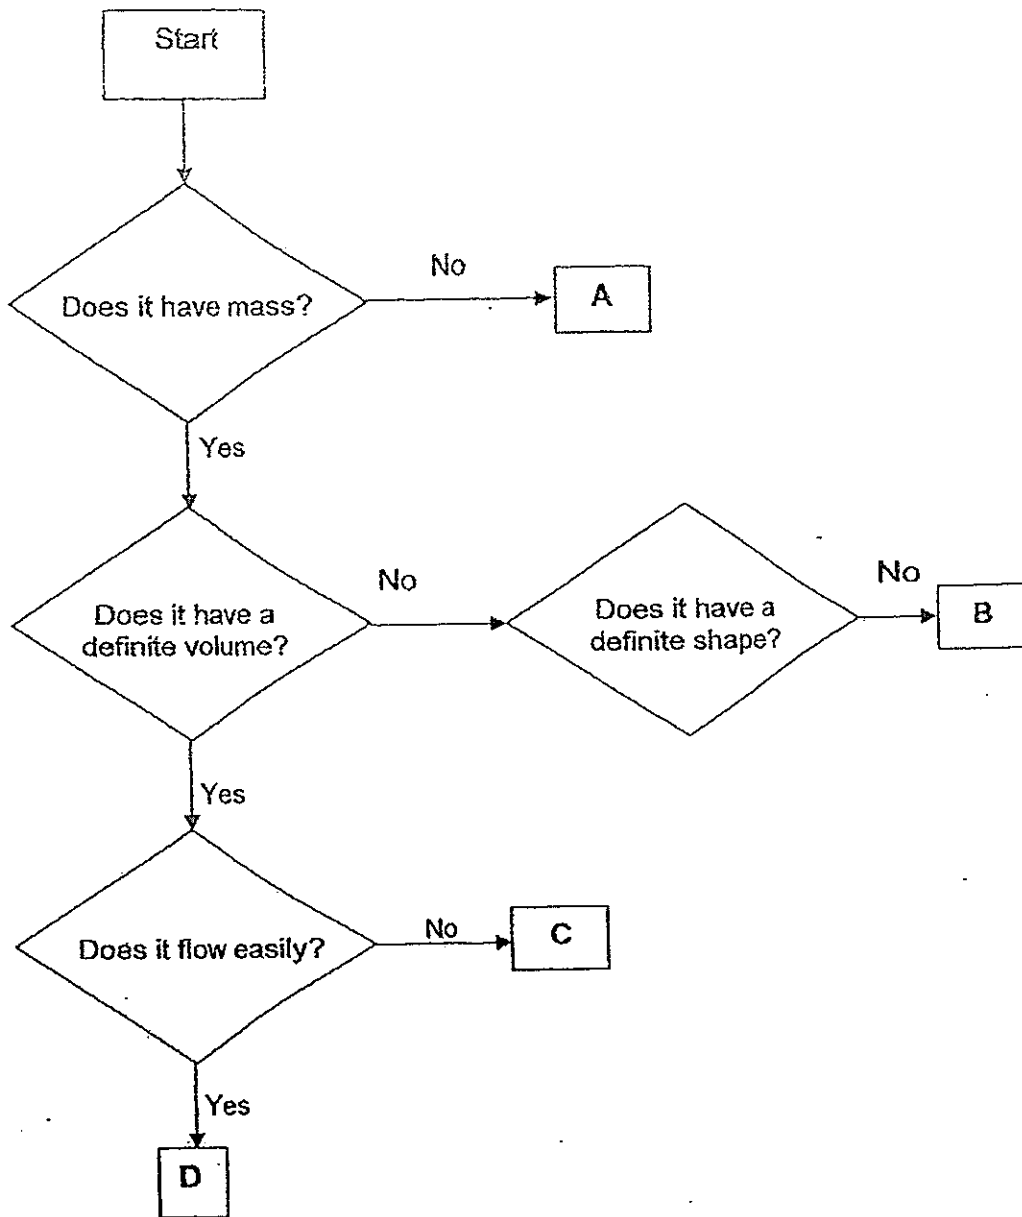 Start
Does it have mass?
No
A
Yes
Does it have a
definite volume?
No
Does it have a
definite shape?
No
B
Yes
Does it flow easily?
No
C
Yes
D